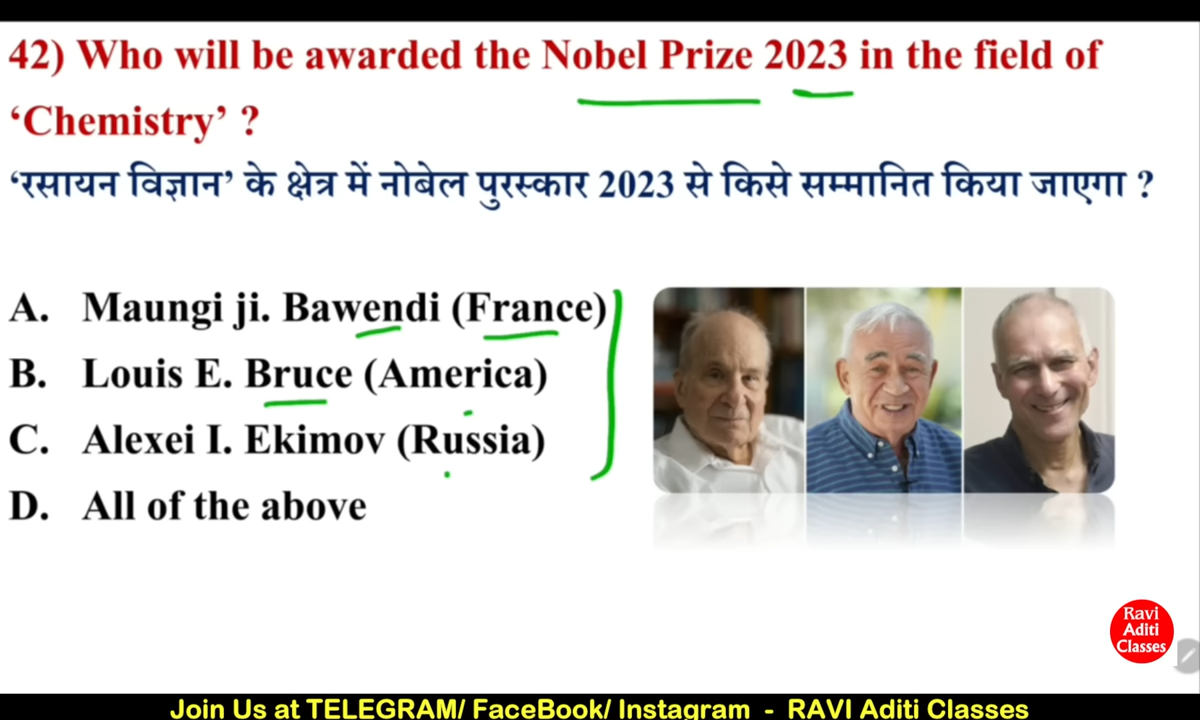 42) Who will be awarded the Nobel Prize 2023 in the field of
‘Chemistry’ ?
‘रसायन विज्ञान’ के क्षेत्र में नोबेल पुरस्कार 2023 से किसे सम्मानित किया जाएगा ?
A. Maungi ji. Bawendi (France)
B. Louis E. Bruce (America)
C. Alexei I. Ekimov (Russia)
D. All of the above
Ravi
Aditi
Classes
Join Us at TELEGRAM/ FaceBook/ Instagram - RAVI Aditi Classes